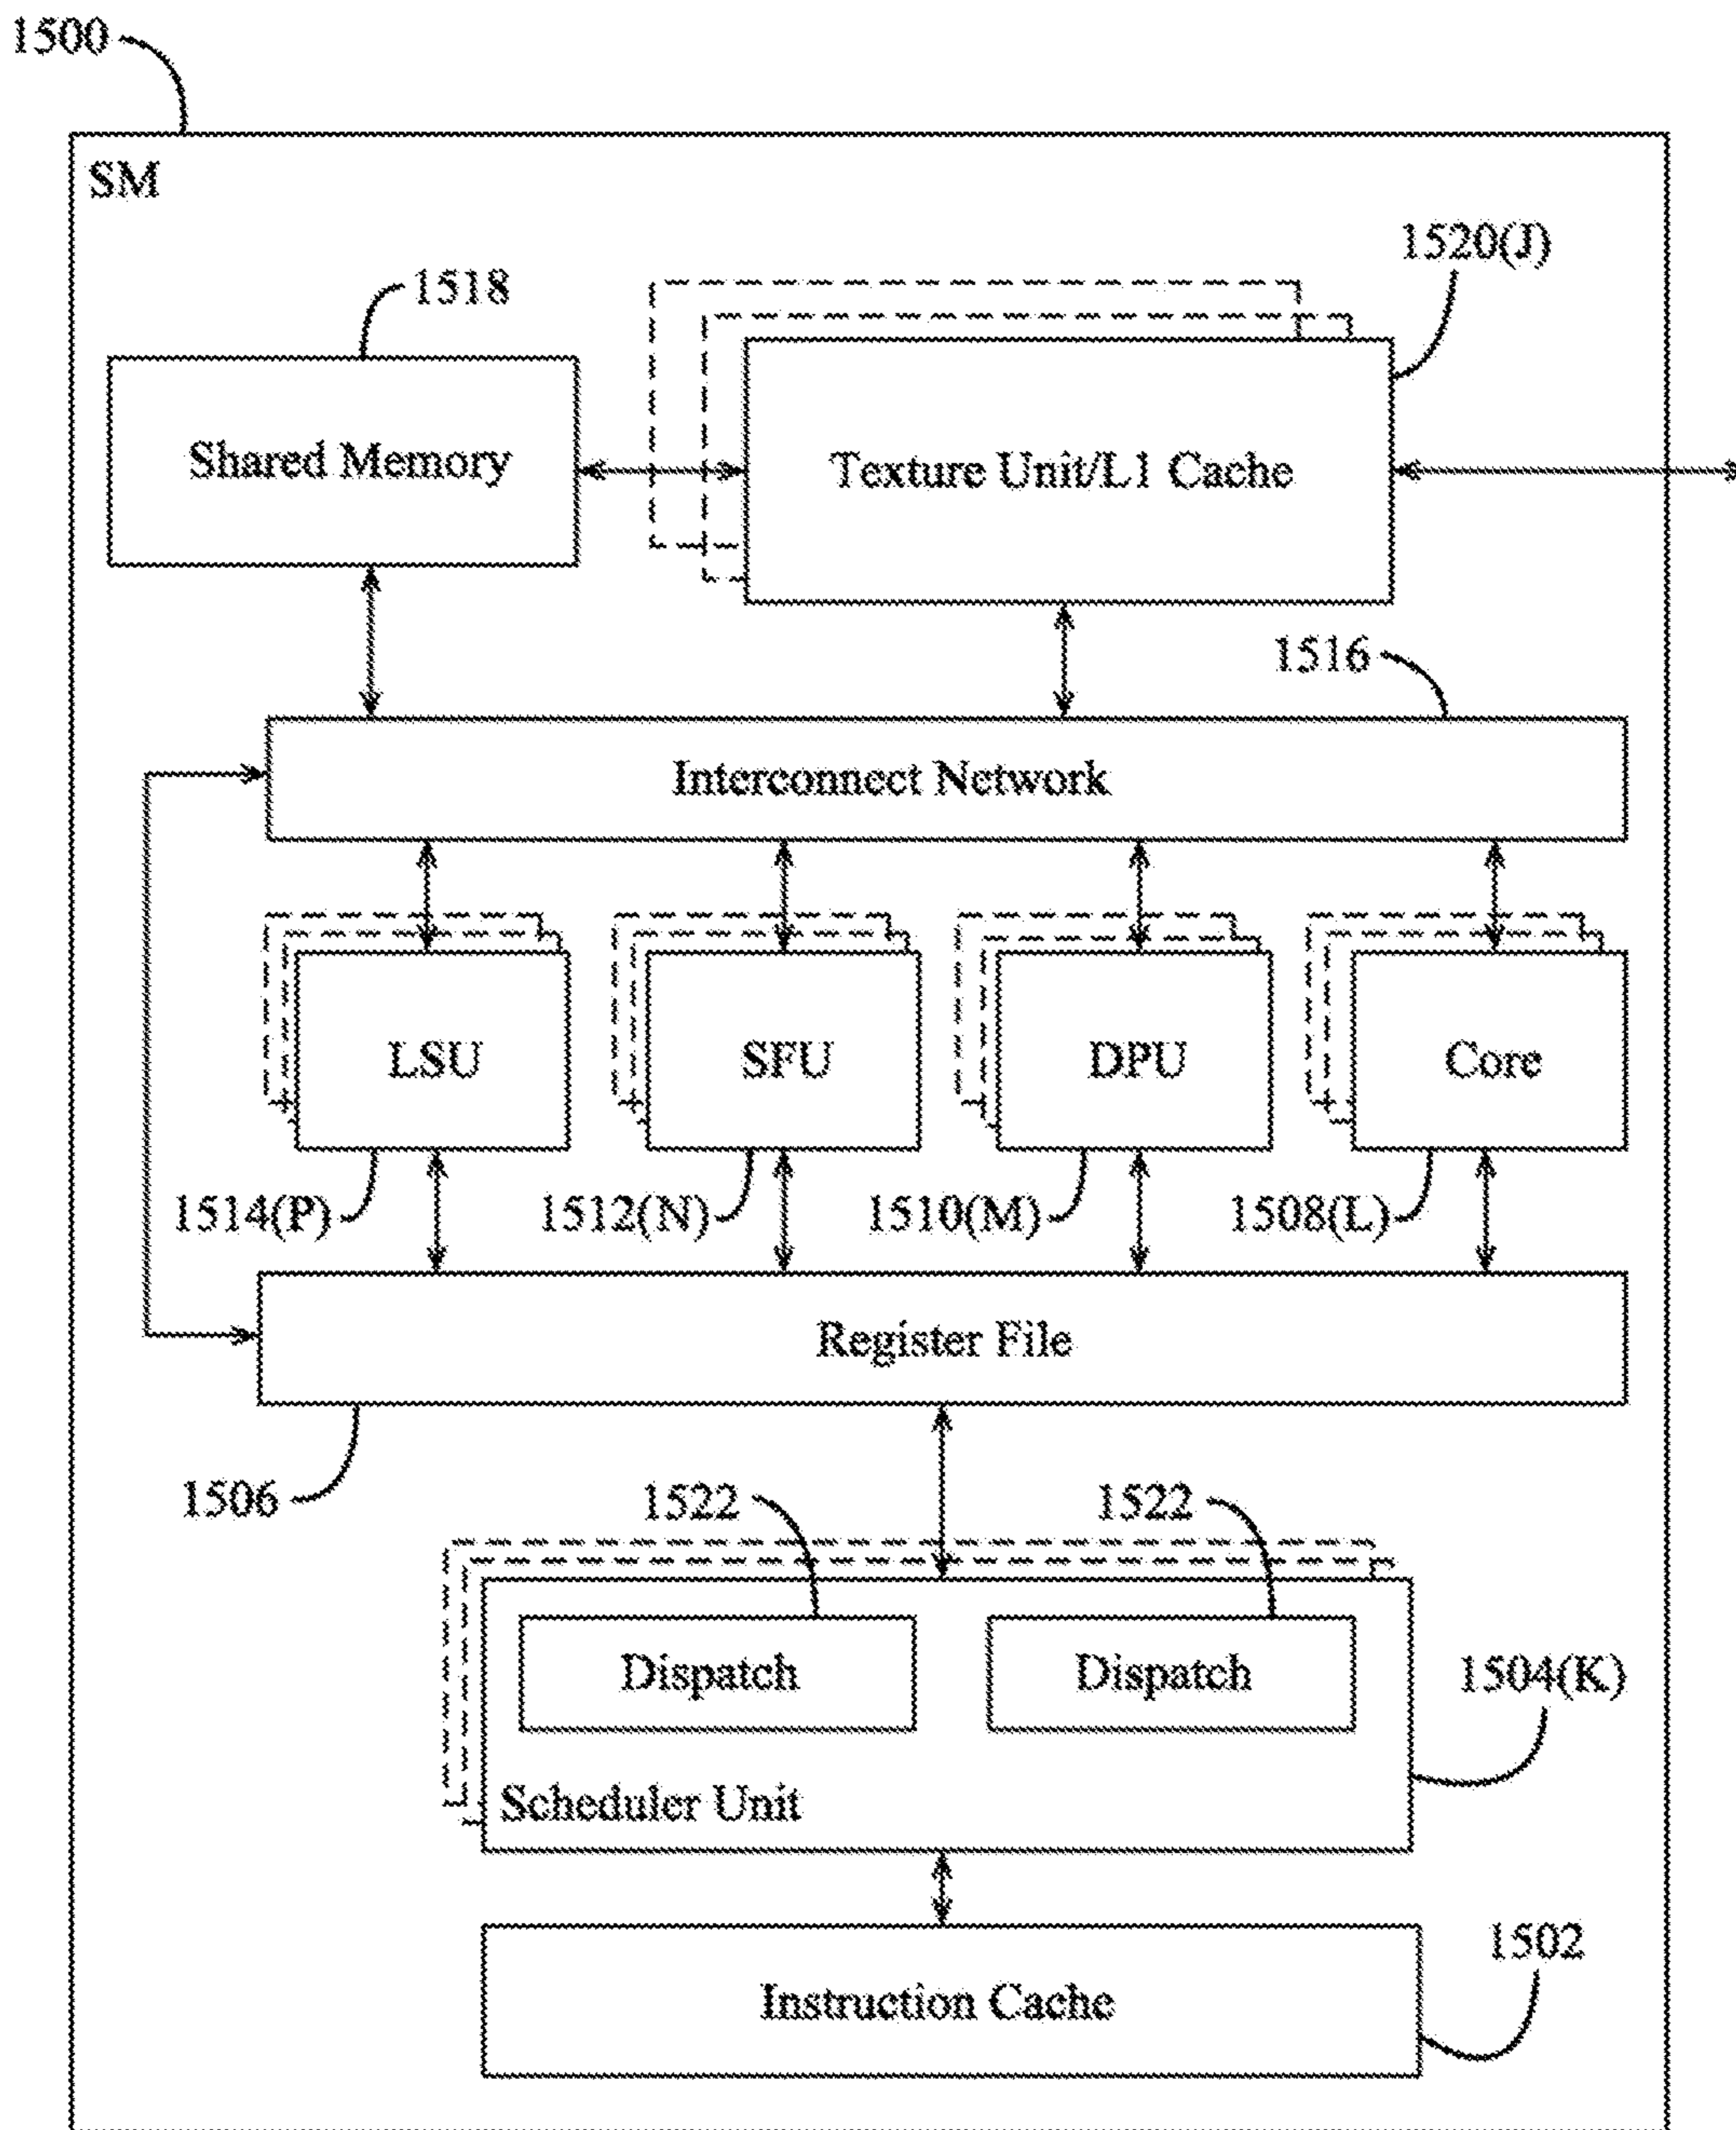 1500
SM
1520(J)
1518
Shared Memory
Texture Unit/L1 Cache
1516
Interconnect Network
LSU
SFU
DPU
Core
1514(P)
1512(N)
1510(M)
1508(L)
Register File
1506
1522
1522
Dispatch
Dispatch
1504(K)
Scheduler Unit
1502
Instruction Cache